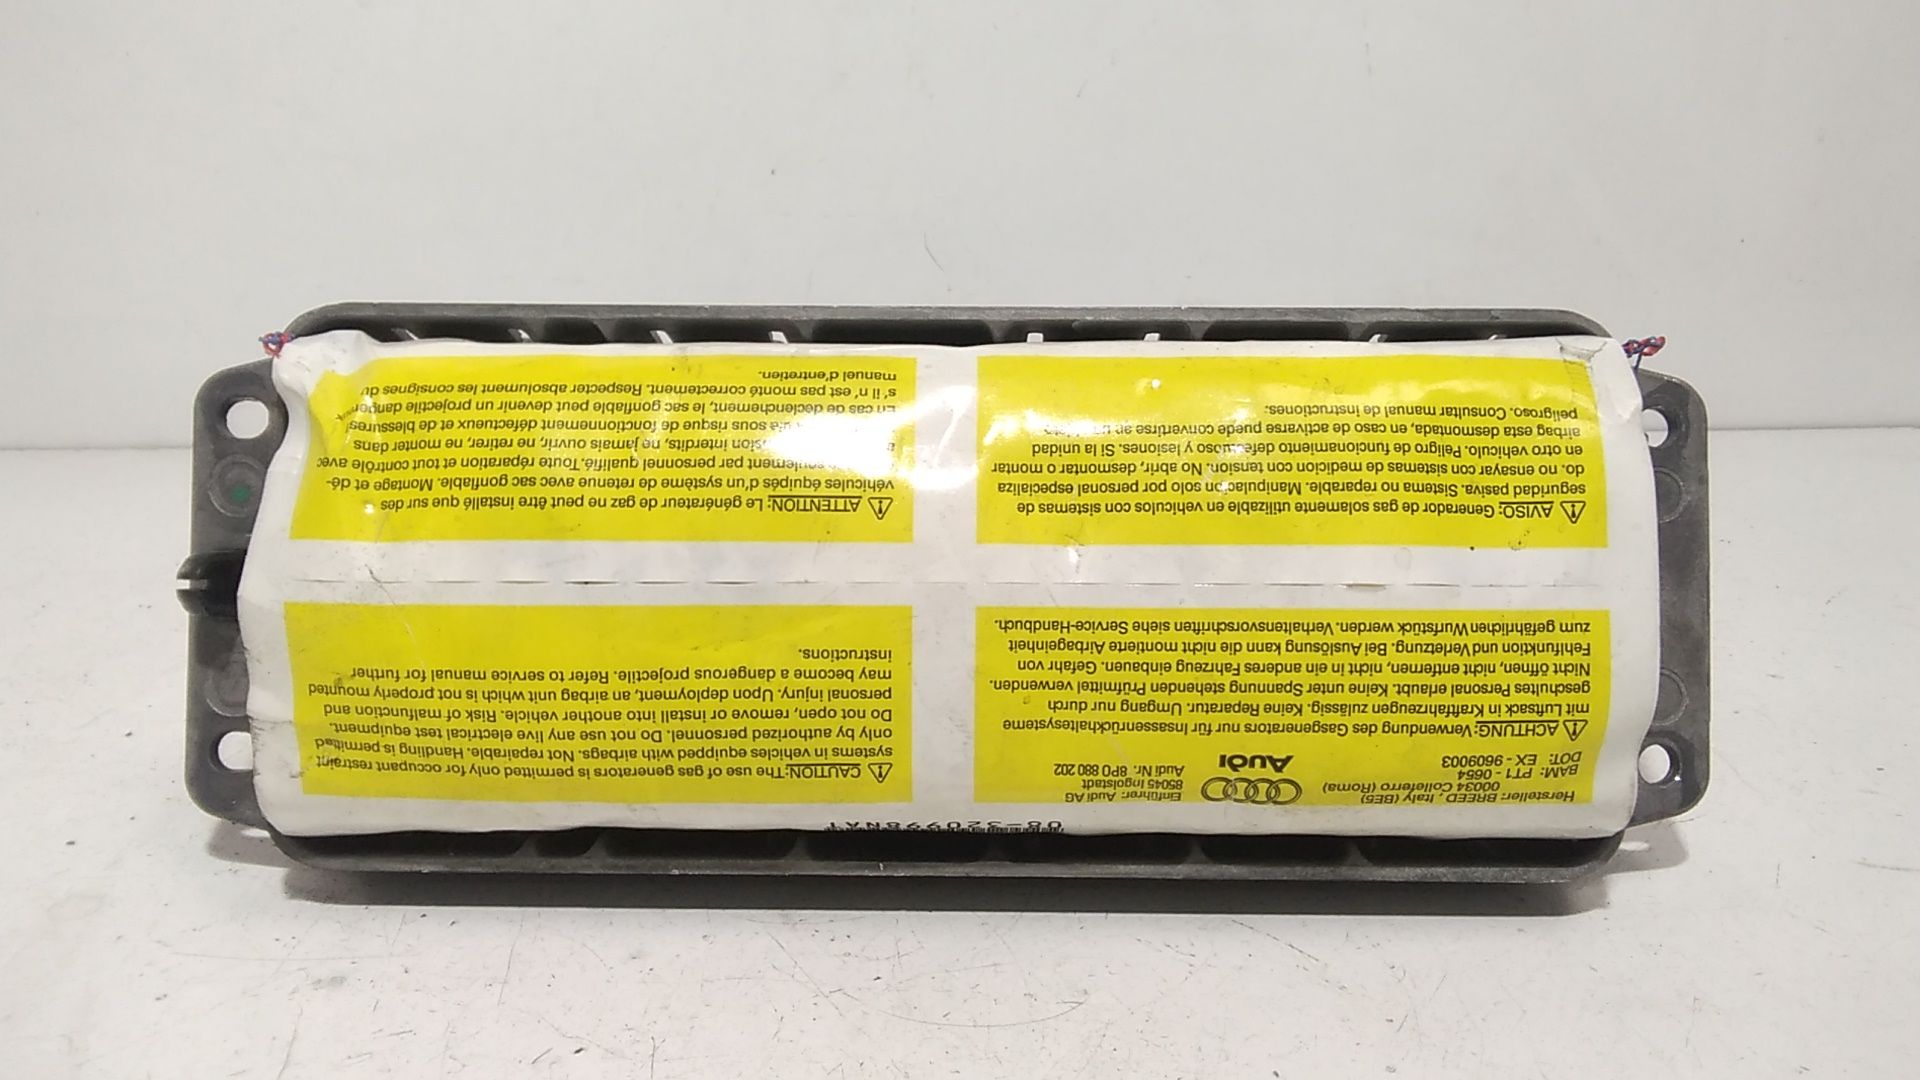 08-320998NA1
Hersteller: BREED, Italy (BE5)
00034 Colleferro (Roma)
BAM: PT1 - 0654
DOT: EX - 9609003
Audi
Einführer: Audi AG
85045 Ingolstadt
Audi Nr. 8P0 880 202
ACHTUNG: Verwendung des Gasgenerators nur für Insassenrückhaltesysteme
mit Luftsack in Kraftfahrzeugen zulässig. Keine Reparatur. Umgang nur durch
geschultes Personal erlaubt. Keine unter Spannung stehenden Prüfmittel verwenden.
Nicht öffnen, nicht entfernen, nicht in ein anderes Fahrzeug einbauen. Gefahr von
Fehlfunktion und Verletzung. Bei Auslösung kann die nicht montierte Airbageinheit
zum gefährlichen Wurfstück werden. Verhaltensvorschriften siehe Service-Handbuch.
CAUTION: The use of gas generators is permitted only for occupant restraint
systems in vehicles equipped with airbags. Not repairable. Handling is permitted
only by authorized personnel. Do not use any live electrical test equipment.
Do not open, remove or install into another vehicle. Risk of malfunction and
personal injury. Upon deployment, an airbag unit which is not properly mounted
may become a dangerous projectile. Refer to service manual for further
instructions.
AVISO: Generador de gas solamente utilizable en vehiculos con sistemas de
seguridad pasiva. Sistema no reparable. Manipulacion solo por personal especializa
do. no ensayar con sistemas de medicion con tension. No abrir, desmontar o montar
en otro vehiculo. Peligro de funcionamiento defectuoso y lesiones. Si la unidad
airbag esta desmontada, en caso de activarse puede convertirse en un
peligroso. Consultar manual de instructiones.
ATTENTION: Le générateur de gaz ne peut être installé que sur des
véhicules équipés d'un système de retenue avec sac gonflable. Montage et dé-
seulement par personnel qualifié. Toute réparation et tout contrôle avec
interdits, ne jamais ouvrir, ne retirer, ne monter dans
sous risque de fonctionnement défectueux et de blessures
En cas de déclenchement, le sac gonflable peut devenir un projectile dangereux
s' il n' est pas monté correctement. Respecter absolument les consignes du
manuel d'entretien.